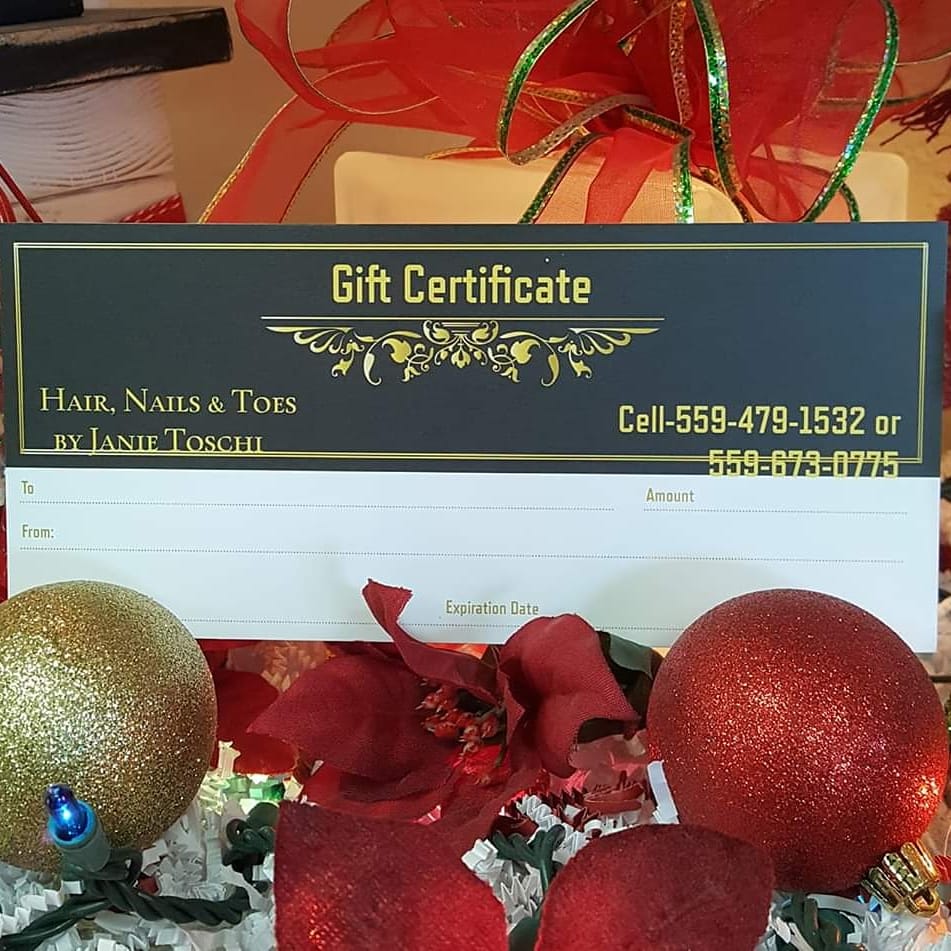 Gift Certificate
Hair, Nails & Toes
by Janie Toschi
Cell-559-479-1532 or
559-673-0775
To
Amount
From:
Expiration Date